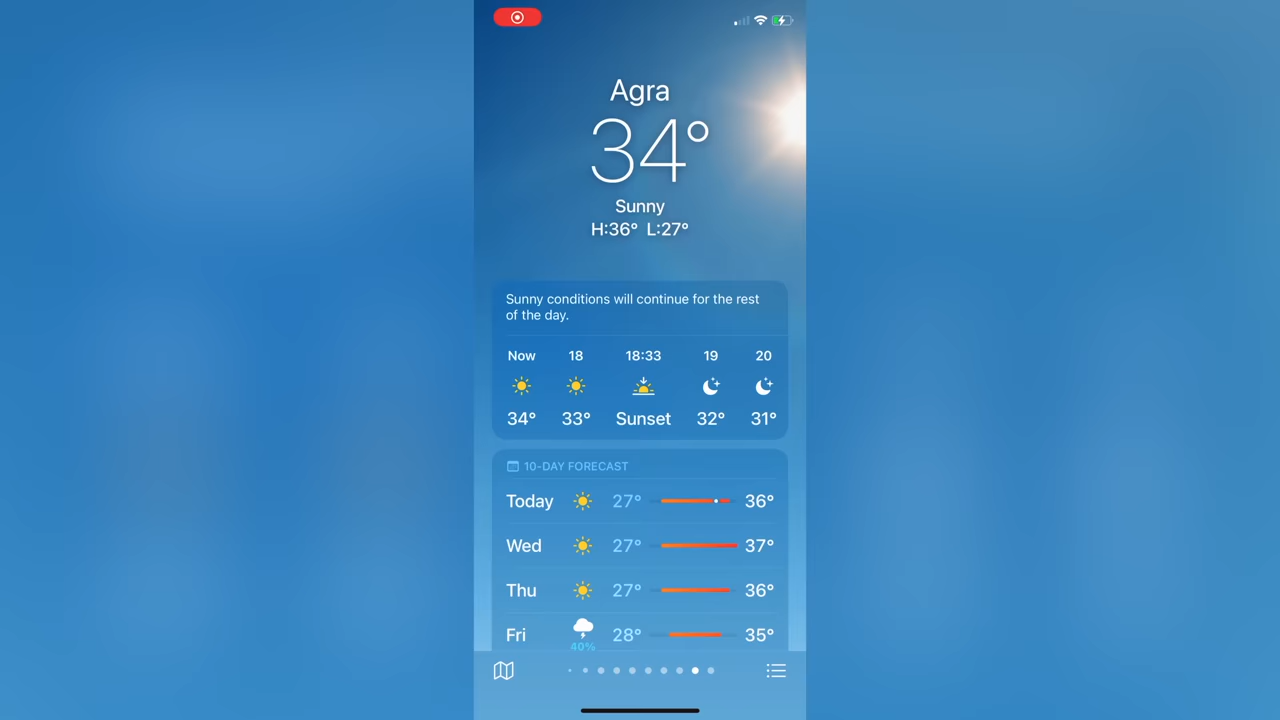 Agra
34°
Sunny
H:36° L:27°
Sunny conditions will continue for the rest
of the day.
Now 18 18:33 19 20
34° 33° Sunset 32° 31°
10-DAY FORECAST
Today 27° 36°
Wed 27° 37°
Thu 27° 36°
Fri 28° 35°
40%